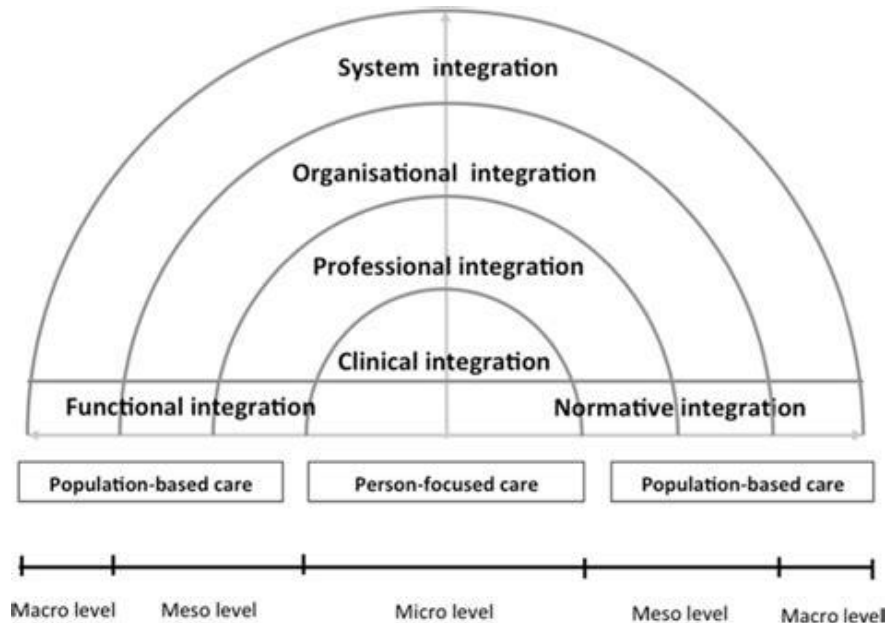 System integration
Organisational integration
Professional integration
Clinical integration
Functional integration Normative integration
Population-based care Person-focused care Population-based care
Macro level Meso level Micro level Meso level Macro level